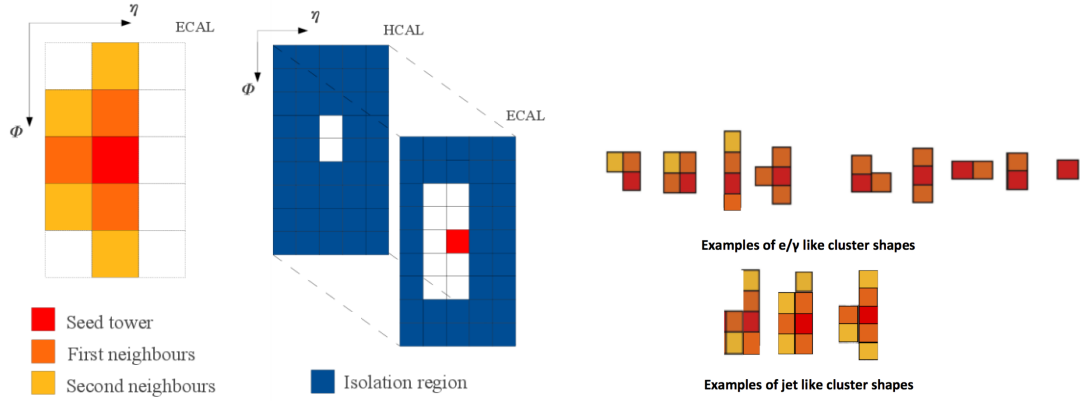 η
ECAL
Φ
Seed tower
First neighbours
Second neighbours
η
HCAL
Φ
ECAL
Isolation region
Examples of e/γ like cluster shapes
Examples of jet like cluster shapes